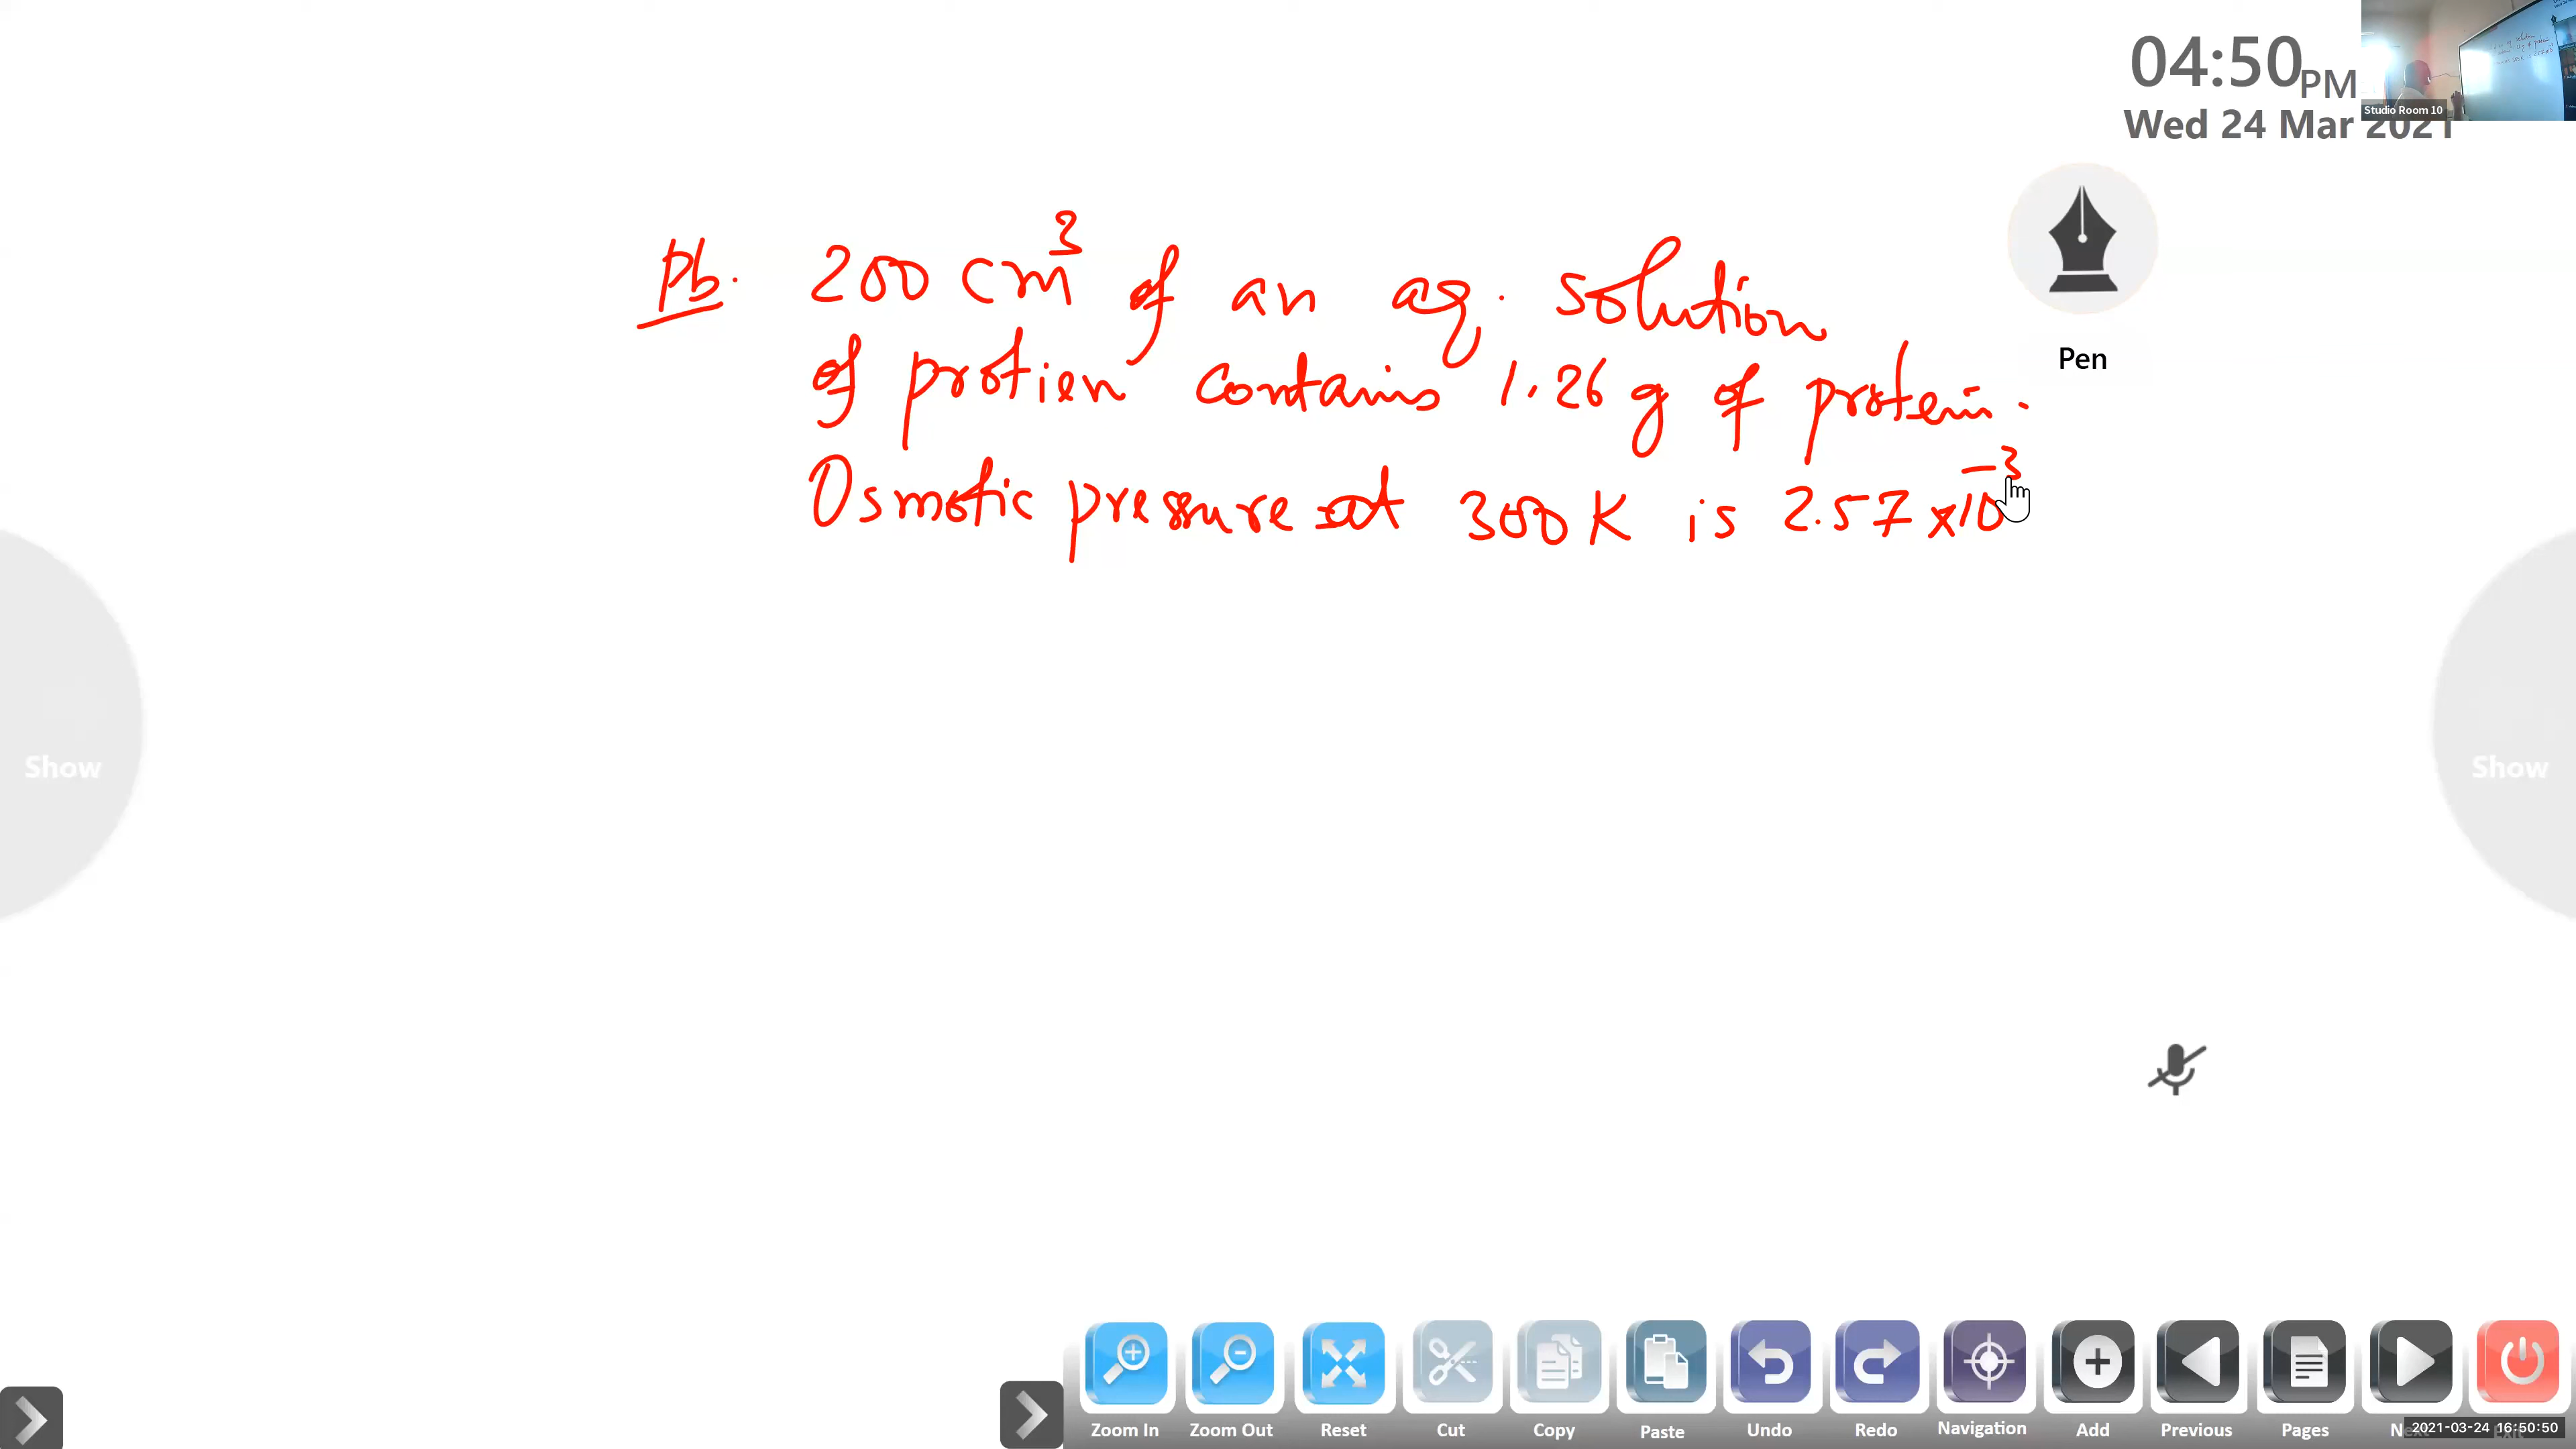 04:50 PM
Wed 24 Mar 2021
Studio Room 10
Pen
Pb. 200 cm³ of an aq. solution
of protien contains 1.26 g of protein.
Osmotic pressure at 300 K is 2.57 × 10⁻³
Show
Show
Zoom In Zoom Out Reset Cut Copy Paste Undo Redo Navigation Add Previous Pages
2021-03-24 16:50:50